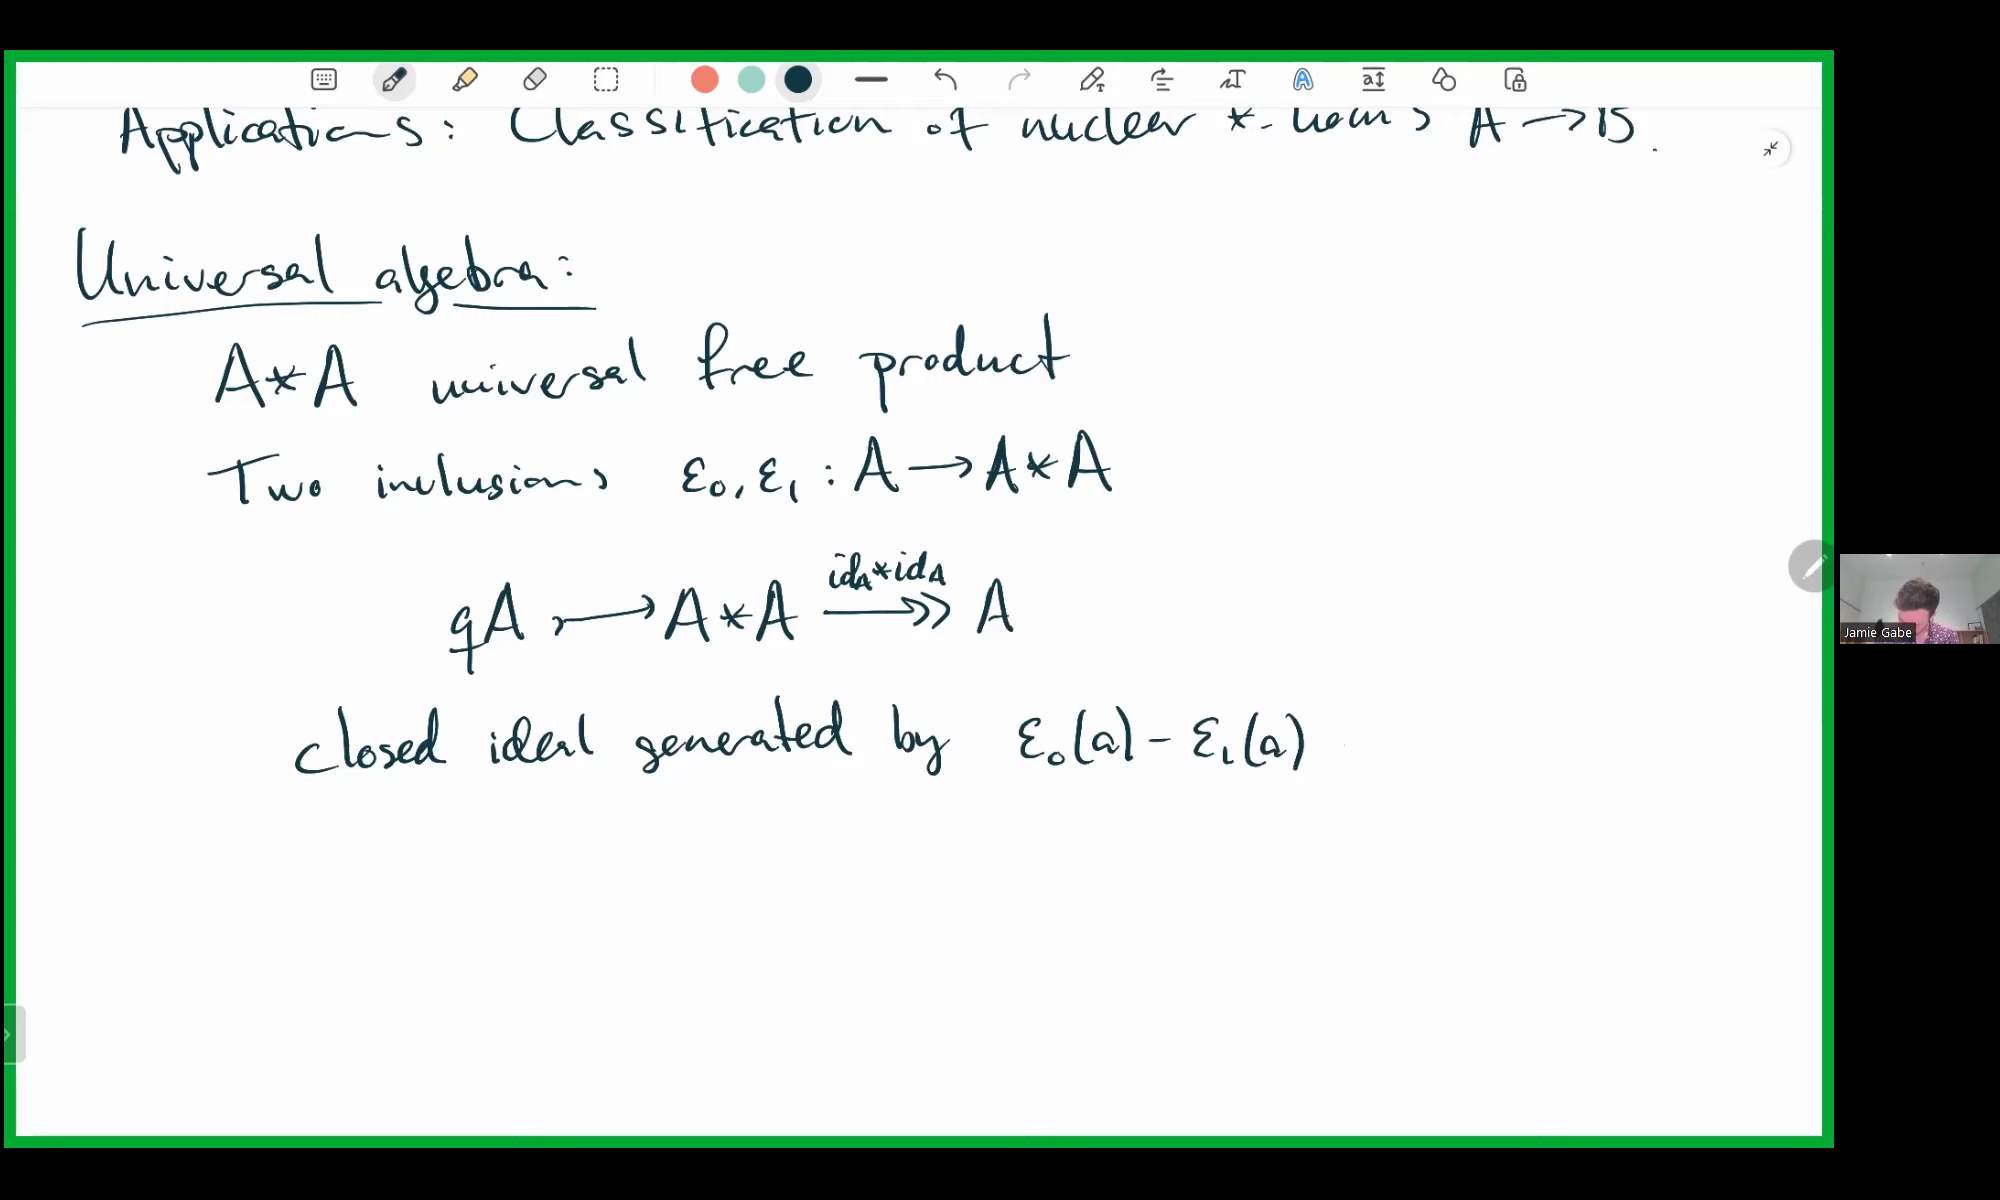 Applications: Classification of nuclear *-homs A → B.
Universal algebra:
A*A universal free product
Two inclusions ε₀, ε₁ : A → A*A
id_A * id_A
qA ↣ A*A ↠ A
closed ideal generated by ε₀(a) - ε₁(a)
Jamie Gabe